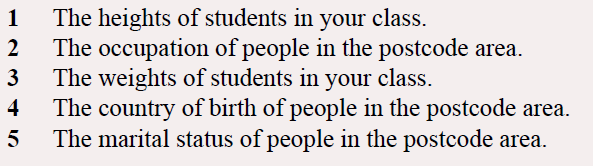 1 The heights of students in your class.
2 The occupation of people in the postcode area.
3 The weights of students in your class.
4 The country of birth of people in the postcode area.
5 The marital status of people in the postcode area.